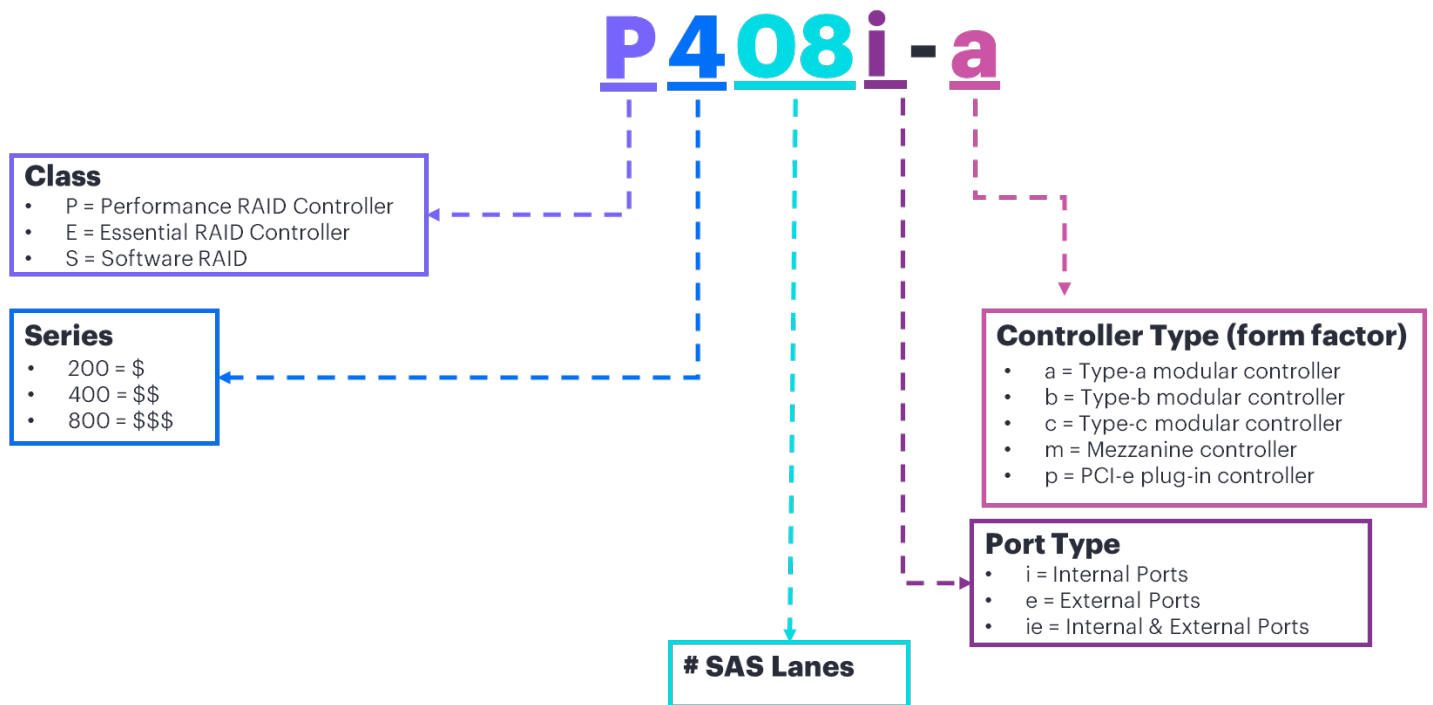 P408i-a
Class
• P = Performance RAID Controller
• E = Essential RAID Controller
• S = Software RAID
Series
• 200 = $
• 400 = $$
• 800 = $$$
Controller Type (form factor)
• a = Type-a modular controller
• b = Type-b modular controller
• c = Type-c modular controller
• m = Mezzanine controller
• p = PCI-e plug-in controller
Port Type
• i = Internal Ports
• e = External Ports
• ie = Internal & External Ports
# SAS Lanes